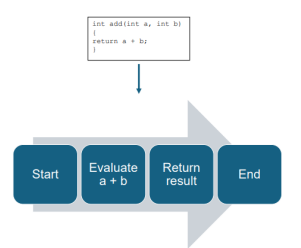 int add(int a, int b)
{
return a + b;
}
Start
Evaluate
a + b
Return
result
End